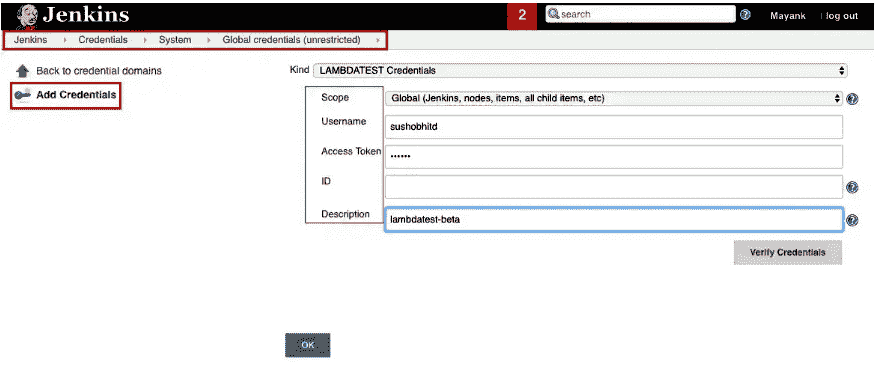 Jenkins 2 search Mayank log out
Jenkins Credentials System Global credentials (unrestricted)
Back to credential domains
Add Credentials
Kind LAMBDATEST Credentials
Scope Global (Jenkins, nodes, items, all child items, etc)
Username sushobhitd
Access Token ••••••
ID
Description lambdatest-beta
Verify Credentials
OK